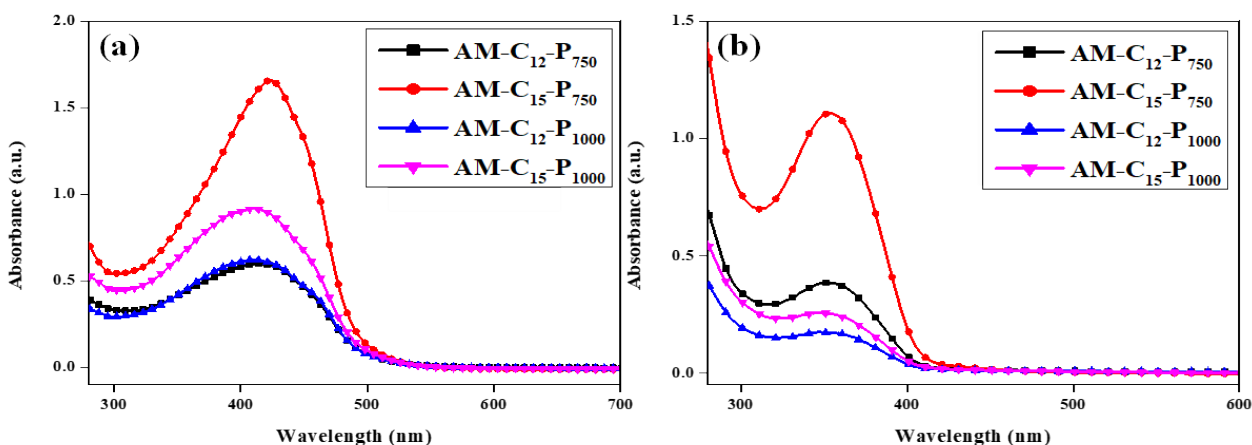 (a)
AM-C12-P750
AM-C15-P750
AM-C12-P1000
AM-C15-P1000
2.0
1.5
1.0
0.5
0.0
Absorbance (a.u.)
300 400 500 600 700
Wavelength (nm)
(b)
AM-C12-P750
AM-C15-P750
AM-C12-P1000
AM-C15-P1000
1.5
1.0
0.5
0.0
Absorbance (a.u.)
300 400 500 600
Wavelength (nm)